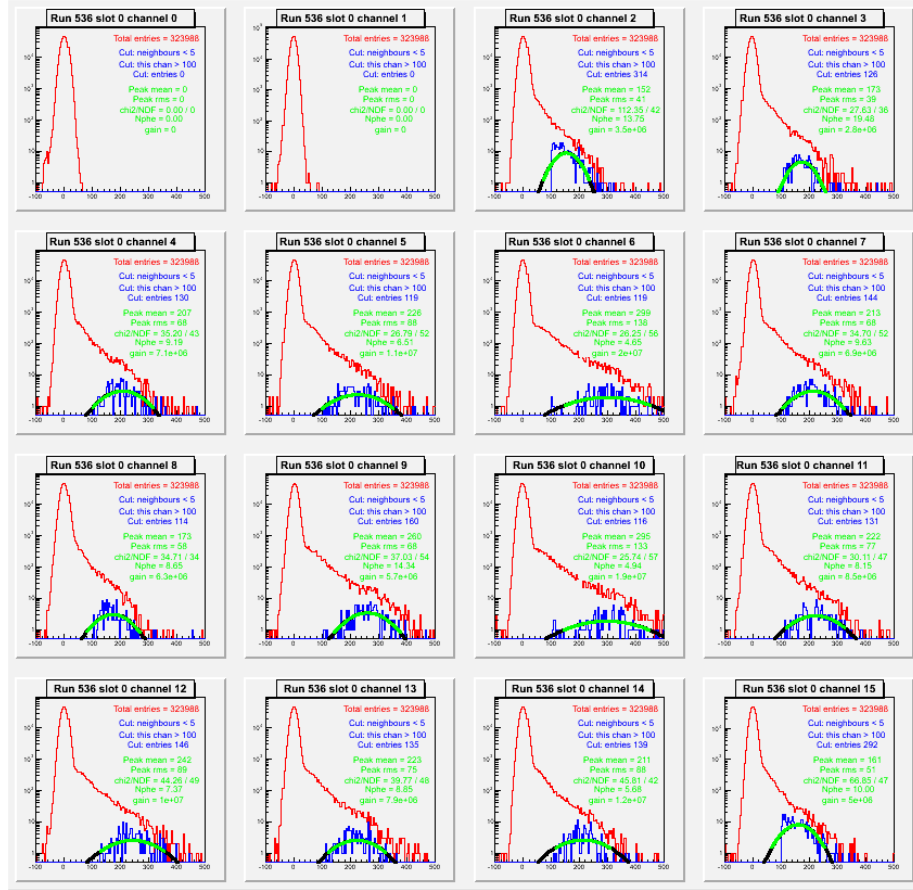 Run 536 slot 0 channel 0
Total entries = 323988
Cut: neighbours < 5
Cut: this chan > 100
Cut: entries 0
Peak mean = 0
Peak rms = 0
chi2/NDF = 0.00 / 0
Nphe = 0.00
gain = 0
Run 536 slot 0 channel 1
Total entries = 323988
Cut: neighbours < 5
Cut: this chan > 100
Cut: entries 0
Peak mean = 0
Peak rms = 0
chi2/NDF = 0.00 / 0
Nphe = 0.00
gain = 0
Run 536 slot 0 channel 2
Total entries = 323988
Cut: neighbours < 5
Cut: this chan > 100
Cut: entries 314
Peak mean = 152
Peak rms = 41
chi2/NDF = 112.35 / 42
Nphe = 13.75
gain = 3.5e+06
Run 536 slot 0 channel 3
Total entries = 323988
Cut: neighbours < 5
Cut: this chan > 100
Cut: entries 126
Peak mean = 173
Peak rms = 39
chi2/NDF = 27.63 / 36
Nphe = 19.48
gain = 2.8e+06
Run 536 slot 0 channel 4
Total entries = 323988
Cut: neighbours < 5
Cut: this chan > 100
Cut: entries 130
Peak mean = 207
Peak rms = 68
chi2/NDF = 35.20 / 43
Nphe = 9.19
gain = 7.1e+06
Run 536 slot 0 channel 5
Total entries = 323988
Cut: neighbours < 5
Cut: this chan > 100
Cut: entries 119
Peak mean = 226
Peak rms = 88
chi2/NDF = 26.79 / 52
Nphe = 6.51
gain = 1.1e+07
Run 536 slot 0 channel 6
Total entries = 323988
Cut: neighbours < 5
Cut: this chan > 100
Cut: entries 119
Peak mean = 299
Peak rms = 138
chi2/NDF = 26.25 / 56
Nphe = 4.65
gain = 2e+07
Run 536 slot 0 channel 7
Total entries = 323988
Cut: neighbours < 5
Cut: this chan > 100
Cut: entries 144
Peak mean = 213
Peak rms = 68
chi2/NDF = 34.70 / 52
Nphe = 9.63
gain = 6.9e+06
Run 536 slot 0 channel 8
Total entries = 323988
Cut: neighbours < 5
Cut: this chan > 100
Cut: entries 114
Peak mean = 173
Peak rms = 58
chi2/NDF = 34.71 / 34
Nphe = 8.65
gain = 6.3e+06
Run 536 slot 0 channel 9
Total entries = 323988
Cut: neighbours < 5
Cut: this chan > 100
Cut: entries 160
Peak mean = 260
Peak rms = 68
chi2/NDF = 37.03 / 54
Nphe = 14.34
gain = 5.7e+06
Run 536 slot 0 channel 10
Total entries = 323988
Cut: neighbours < 5
Cut: this chan > 100
Cut: entries 116
Peak mean = 295
Peak rms = 133
chi2/NDF = 25.74 / 57
Nphe = 4.94
gain = 1.9e+07
Run 536 slot 0 channel 11
Total entries = 323988
Cut: neighbours < 5
Cut: this chan > 100
Cut: entries 131
Peak mean = 222
Peak rms = 77
chi2/NDF = 30.11 / 47
Nphe = 8.15
gain = 8.5e+06
Run 536 slot 0 channel 12
Total entries = 323988
Cut: neighbours < 5
Cut: this chan > 100
Cut: entries 146
Peak mean = 242
Peak rms = 89
chi2/NDF = 44.26 / 49
Nphe = 7.37
gain = 1e+07
Run 536 slot 0 channel 13
Total entries = 323988
Cut: neighbours < 5
Cut: this chan > 100
Cut: entries 135
Peak mean = 223
Peak rms = 75
chi2/NDF = 39.77 / 48
Nphe = 8.85
gain = 7.9e+06
Run 536 slot 0 channel 14
Total entries = 323988
Cut: neighbours < 5
Cut: this chan > 100
Cut: entries 139
Peak mean = 211
Peak rms = 88
chi2/NDF = 45.81 / 42
Nphe = 5.68
gain = 1.2e+07
Run 536 slot 0 channel 15
Total entries = 323988
Cut: neighbours < 5
Cut: this chan > 100
Cut: entries 292
Peak mean = 161
Peak rms = 51
chi2/NDF = 66.85 / 47
Nphe = 10.00
gain = 5e+06